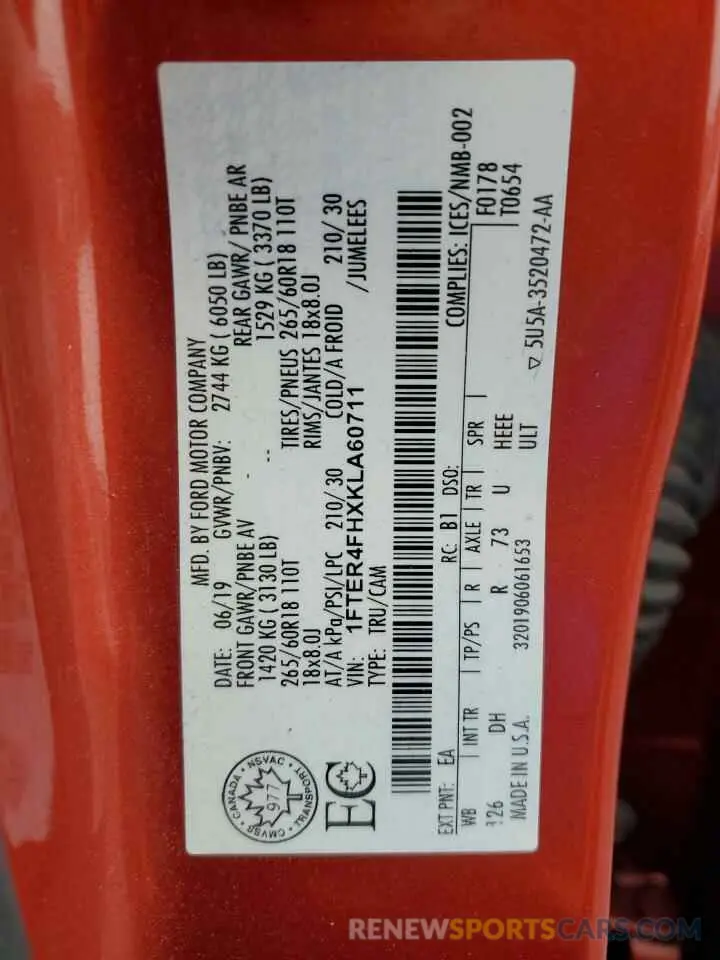 MFD. BY FORD MOTOR COMPANY
DATE: 06/19 GVWR/PNBV: 2744 KG ( 6050 LB)
FRONT GAWR/PNBE AV REAR GAWR/ PNBE AR
1420 KG ( 3130 LB) 1529 KG ( 3370 LB)
265/60R18 110T TIRES/PNEUS 265/60R18 110T
18x8.0J RIMS/JANTES 18x8.0J
AT/A kPa/PSI/LPC 210/ 30 COLD/A FROID 210/ 30
VIN: 1FTER4FHXKLA60711 /JUMELEES
TYPE: TRU/CAM
CANADA NSVAC TRANSPORT CMVSS
977
EC
EXT PNT: EA RC: B1 DSO: COMPLIES: ICES/NMB-002
WB INT TR TP/PS R AXLE TR SPR F0178
126 DH R 73 U HEEE T0654
MADE IN U.S.A. 3201906061653 ULT
▽ 5U5A-3520472-AA
RENEWSPORTSCARS.COM